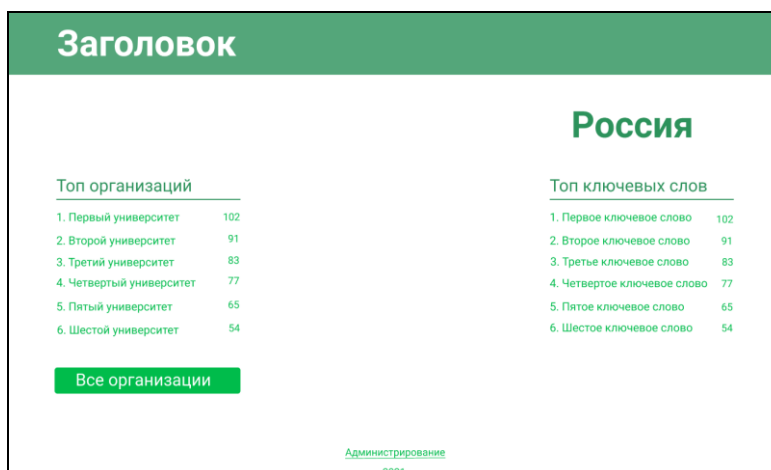 Заголовок
Россия
Топ организаций
1. Первый университет 102
2. Второй университет 91
3. Третий университет 83
4. Четвертый университет 77
5. Пятый университет 65
6. Шестой университет 54
Все организации
Топ ключевых слов
1. Первое ключевое слово 102
2. Второе ключевое слово 91
3. Третье ключевое слово 83
4. Четвертое ключевое слово 77
5. Пятое ключевое слово 65
6. Шестое ключевое слово 54
Администрирование